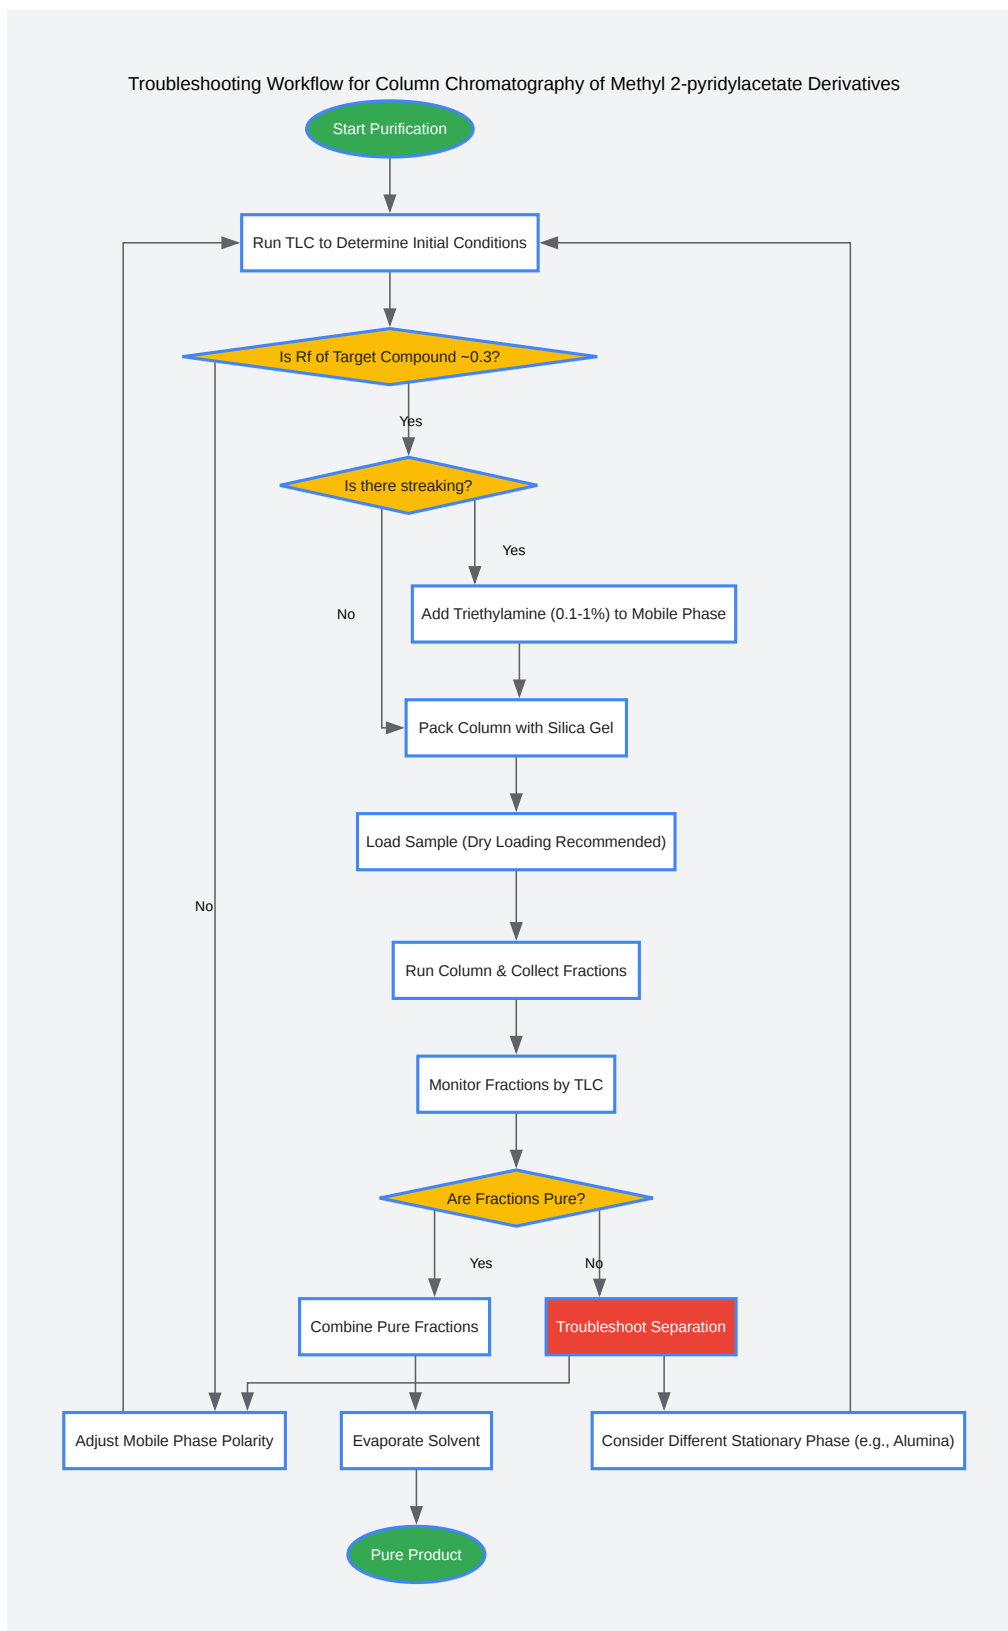 Troubleshooting Workflow for Column Chromatography of Methyl 2-pyridylacetate Derivatives
Start Purification
Run TLC to Determine Initial Conditions
Is Rf of Target Compound ~0.3?
Yes
Is there streaking?
Yes
No
Add Triethylamine (0.1-1%) to Mobile Phase
Pack Column with Silica Gel
Load Sample (Dry Loading Recommended)
No
Run Column & Collect Fractions
Monitor Fractions by TLC
Are Fractions Pure?
Yes
No
Combine Pure Fractions
Troubleshoot Separation
Adjust Mobile Phase Polarity
Evaporate Solvent
Consider Different Stationary Phase (e.g., Alumina)
Pure Product